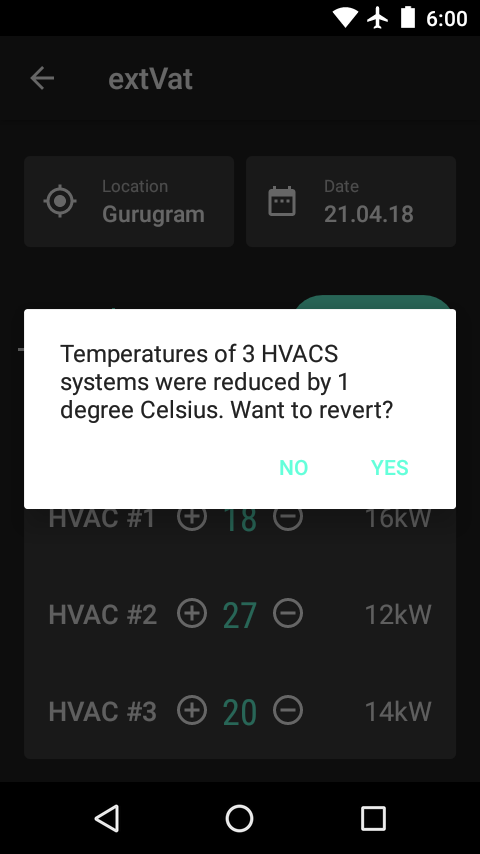 6:00
extVat
Location
Gurugram
Date
21.04.18
Temperatures of 3 HVACS
systems were reduced by 1
degree Celsius. Want to revert?
NO YES
HVAC #1 18 16kW
HVAC #2 27 12kW
HVAC #3 20 14kW